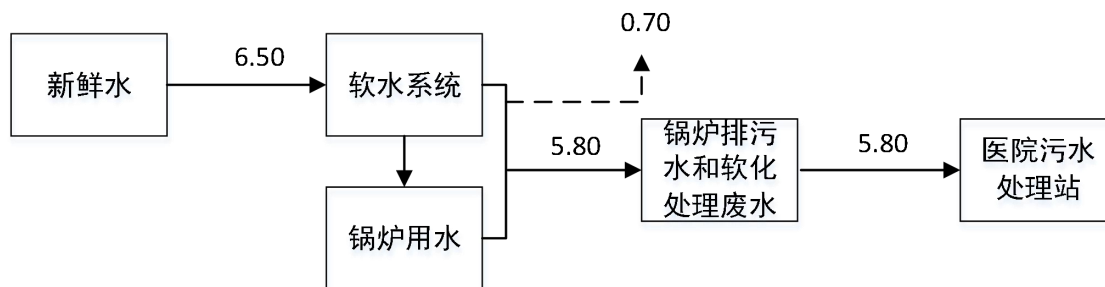 0.70
6.50
新鲜水
软水系统
5.80
锅炉排污
水和软化
处理废水
5.80
医院污水
处理站
锅炉用水